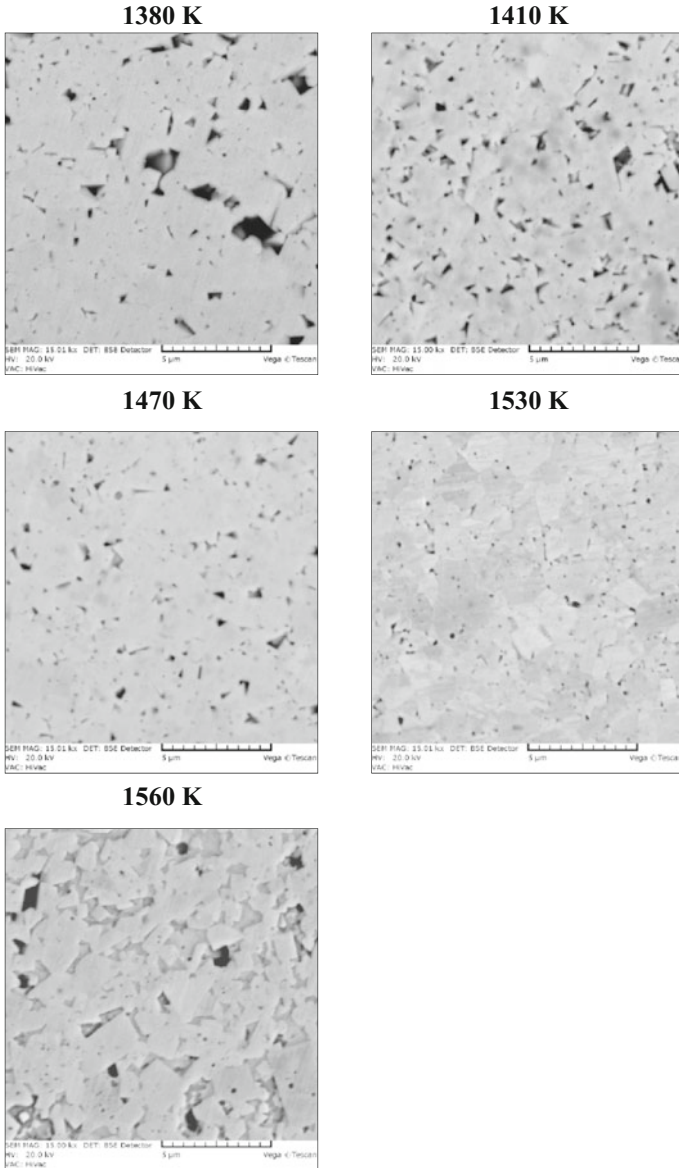 1380 K
1410 K
SEM MAG: 15.01 kx DET: BSE Detector
HV: 20.0 kV 5 µm Vega ©Tescan
VAC: HiVac
SEM MAG: 15.00 kx DET: BSE Detector
HV: 20.0 kV 5 µm Vega ©Tescan
VAC: HiVac
1470 K
1530 K
SEM MAG: 15.01 kx DET: BSE Detector
HV: 20.0 kV 5 µm Vega ©Tescan
VAC: HiVac
SEM MAG: 15.01 kx DET: BSE Detector
HV: 20.0 kV 5 µm Vega ©Tescan
VAC: HiVac
1560 K
SEM MAG: 15.00 kx DET: BSE Detector
HV: 20.0 kV 5 µm Vega ©Tescan
VAC: HiVac